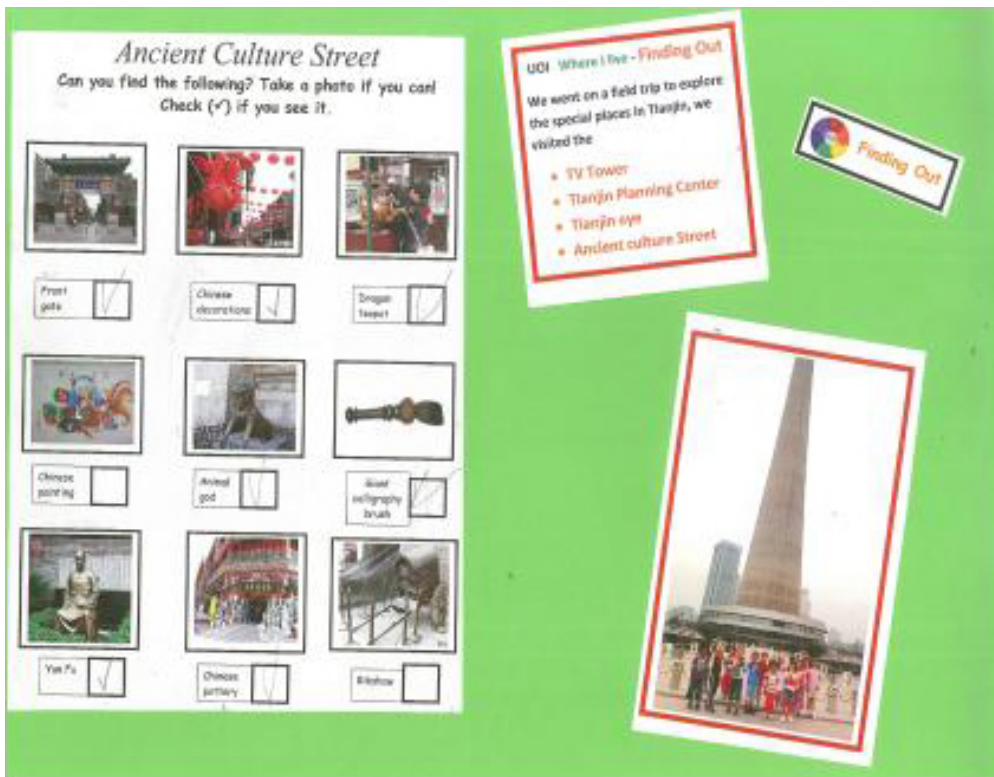 Ancient Culture Street
Can you find the following? Take a photo if you can!
Check (✓) if you see it.
Front
gate
Chinese
decorations
Dragon
teapot
Chinese
painting
Animal
god
Giant
calligraphy
brush
Yan Fu
Chinese
pottery
Rikshaw
UOI Where I live - Finding Out
We went on a field trip to explore
the special places in Tianjin, we
visited the
• TV Tower
• Tianjin Planning Center
• Tianjin eye
• Ancient culture Street
Finding Out